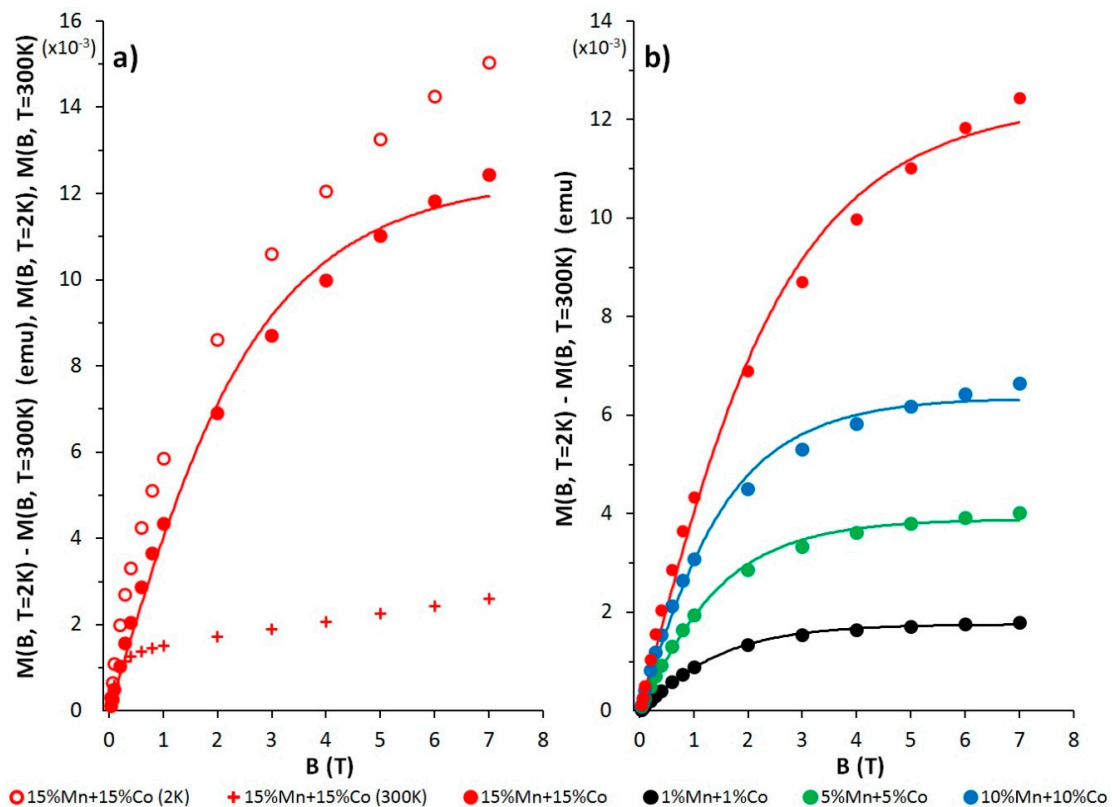 M(B, T=2K) - M(B, T=300K) (emu), M(B, T=2K), M(B, T=300K)
16
(x10⁻³)
a)
14
12
10
8
6
4
2
0
0 1 2 3 4 5 6 7 8
B (T)
M(B, T=2K) - M(B, T=300K) (emu)
14
(x10⁻³)
b)
12
10
8
6
4
2
0
0 1 2 3 4 5 6 7 8
B (T)
15%Mn+15%Co (2K) 15%Mn+15%Co (300K) 15%Mn+15%Co 1%Mn+1%Co 5%Mn+5%Co 10%Mn+10%Co